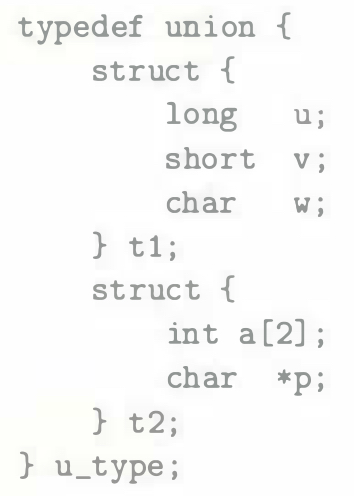 typedef union {
    struct {
        long   u;
        short  v;
        char   w;
    } t1;
    struct {
        int a[2];
        char  *p;
    } t2;
} u_type;